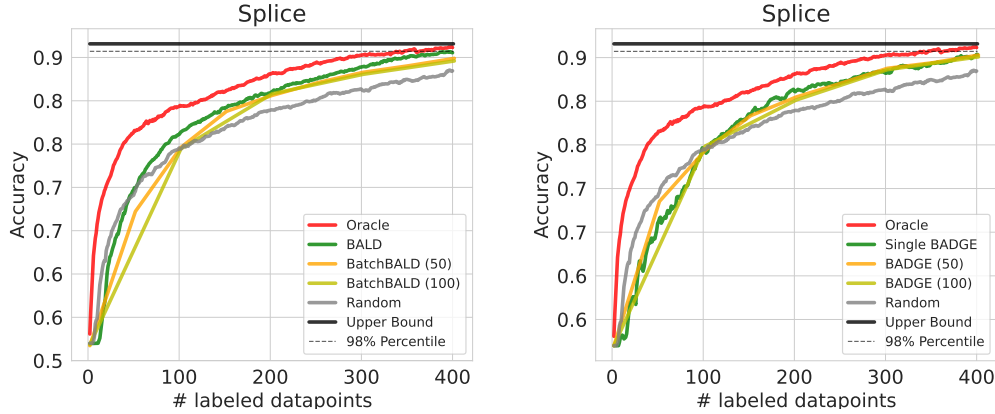 Splice
Accuracy
0.9
0.8
0.8
0.7
0.7
0.6
0.6
0.5
0
100
200
300
400
# labeled datapoints
Oracle
BALD
BatchBALD (50)
BatchBALD (100)
Random
Upper Bound
98% Percentile
Splice
Accuracy
0.9
0.8
0.8
0.7
0.7
0.6
0.6
0
100
200
300
400
# labeled datapoints
Oracle
Single BADGE
BADGE (50)
BADGE (100)
Random
Upper Bound
98% Percentile